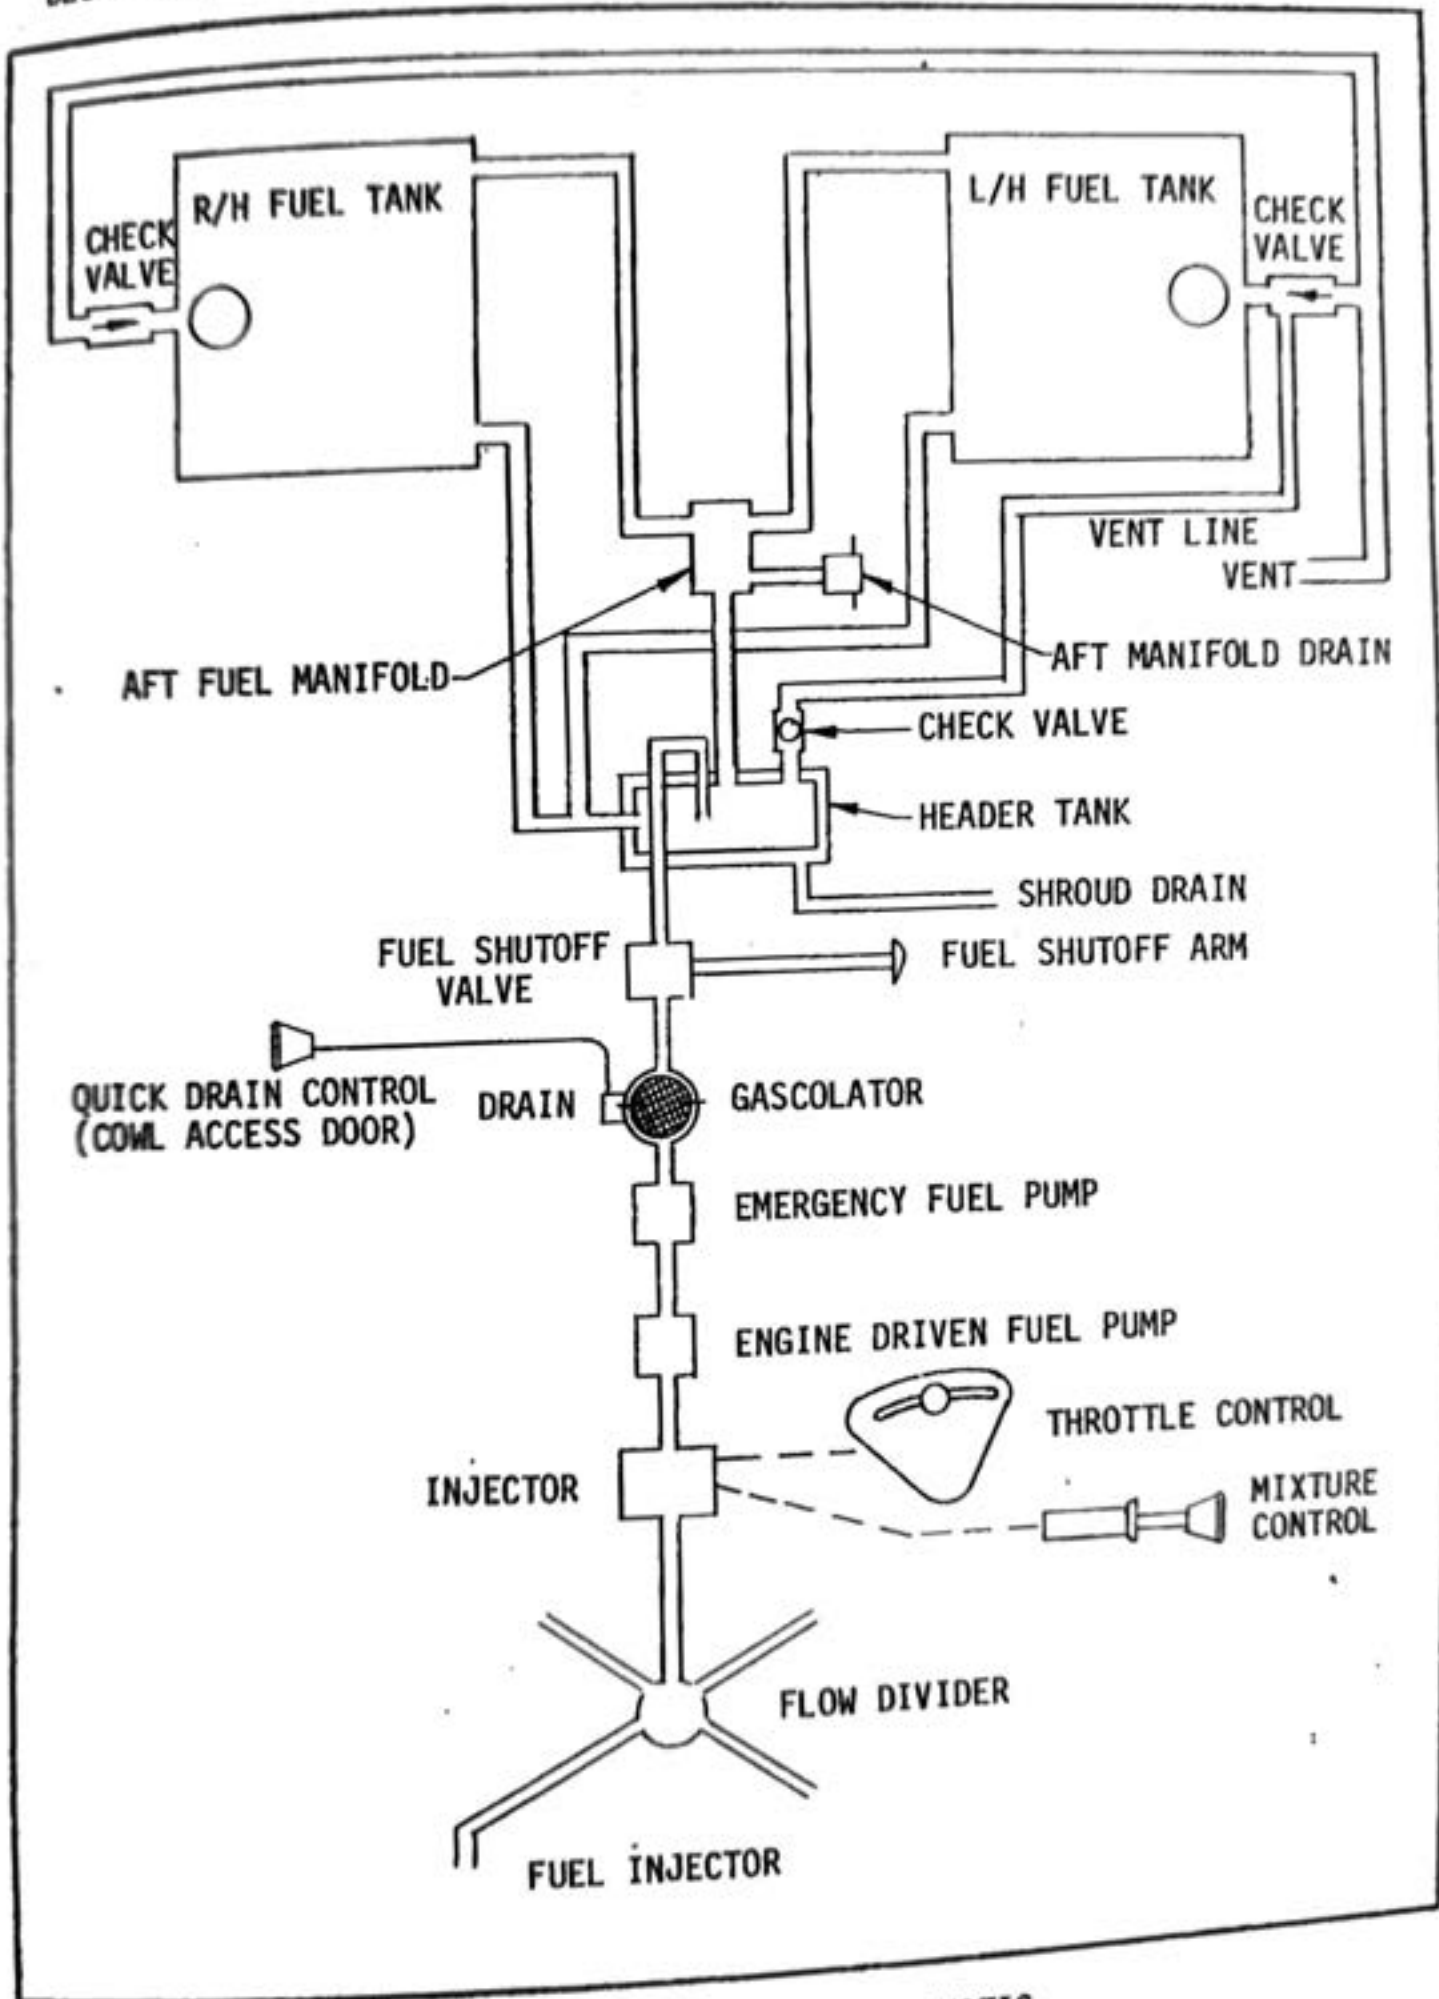 R/H FUEL TANK
L/H FUEL TANK
CHECK
VALVE
CHECK
VALVE
VENT LINE
VENT
AFT FUEL MANIFOLD
AFT MANIFOLD DRAIN
CHECK VALVE
HEADER TANK
SHROUD DRAIN
FUEL SHUTOFF
VALVE
FUEL SHUTOFF ARM
QUICK DRAIN CONTROL
(COWL ACCESS DOOR)
DRAIN
GASCOLATOR
EMERGENCY FUEL PUMP
ENGINE DRIVEN FUEL PUMP
THROTTLE CONTROL
INJECTOR
MIXTURE
CONTROL
FLOW DIVIDER
FUEL INJECTOR